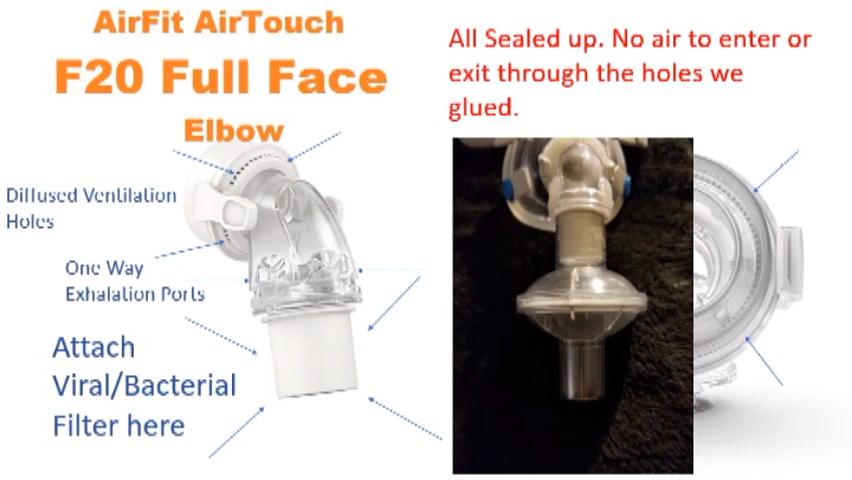 AirFit AirTouch
F20 Full Face
Elbow
Diffused Ventilation
Holes
One Way
Exhalation Ports
Attach
Viral/Bacterial
Filter here
All Sealed up. No air to enter or
exit through the holes we
glued.